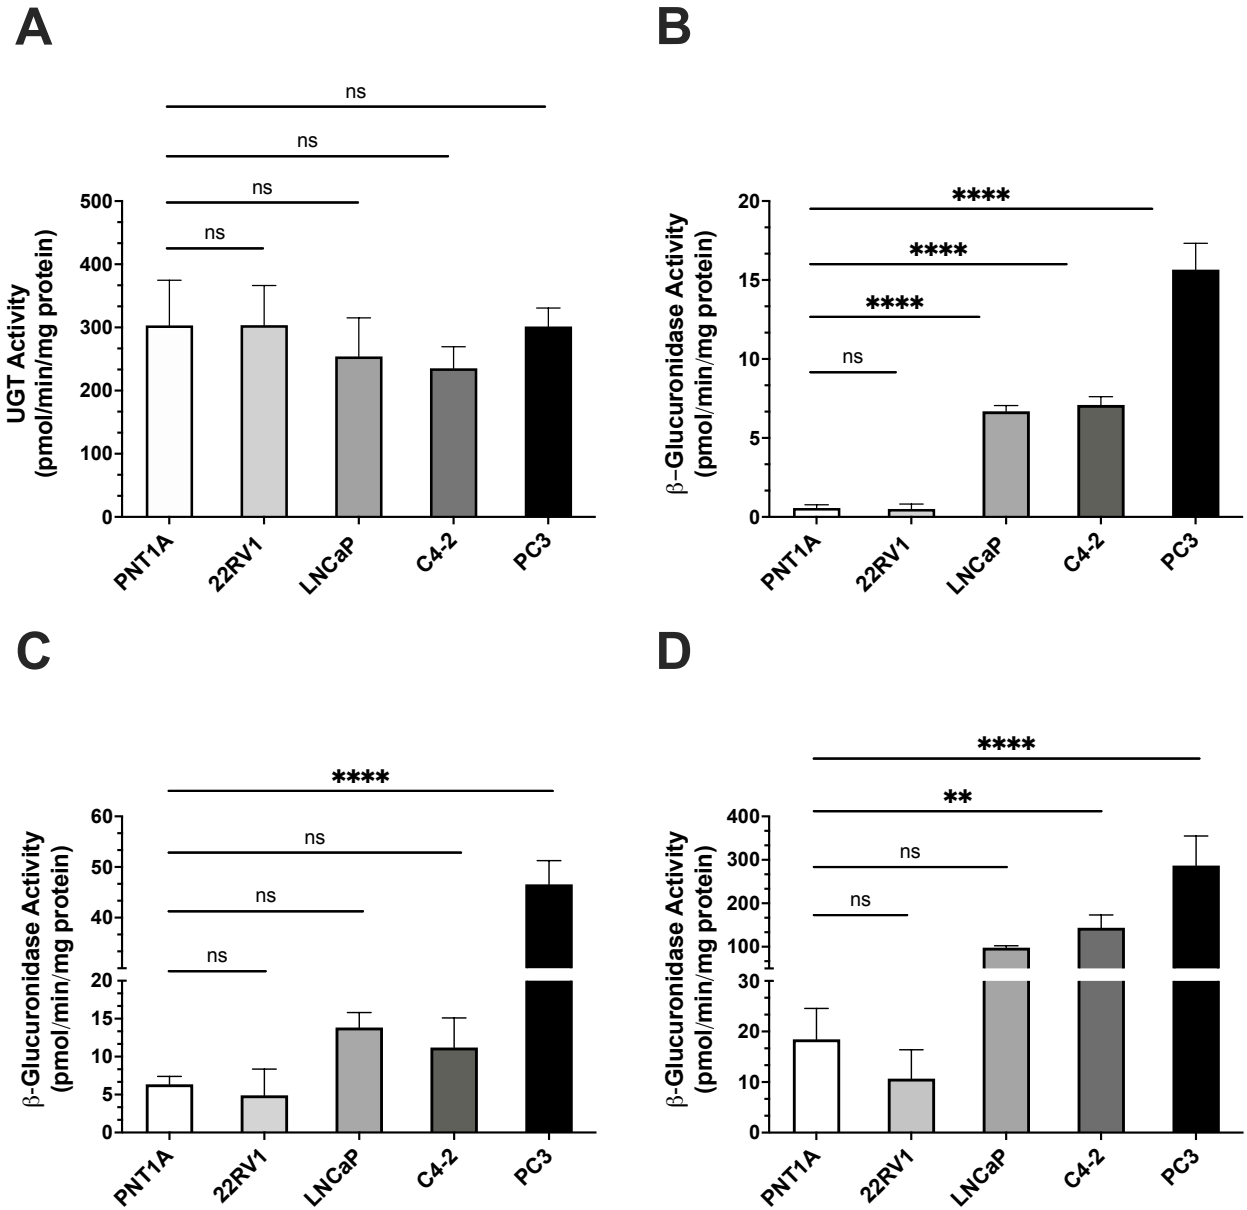 A
ns
ns
ns
ns
UGT Activity
(pmol/min/mg protein)
500
400
300
200
100
0
PNT1A
22RV1
LNCaP
C4-2
PC3
B
****
****
****
ns
β−Glucuronidase Activity
(pmol/min/mg protein)
20
15
10
5
0
PNT1A
22RV1
LNCaP
C4-2
PC3
C
****
ns
ns
ns
β-Glucuronidase Activity
(pmol/min/mg protein)
60
50
40
20
15
10
5
0
PNT1A
22RV1
LNCaP
C4-2
PC3
D
****
**
ns
ns
β-Glucuronidase Activity
(pmol/min/mg protein)
400
300
200
100
30
20
10
0
PNT1A
22RV1
LNCaP
C4-2
PC3